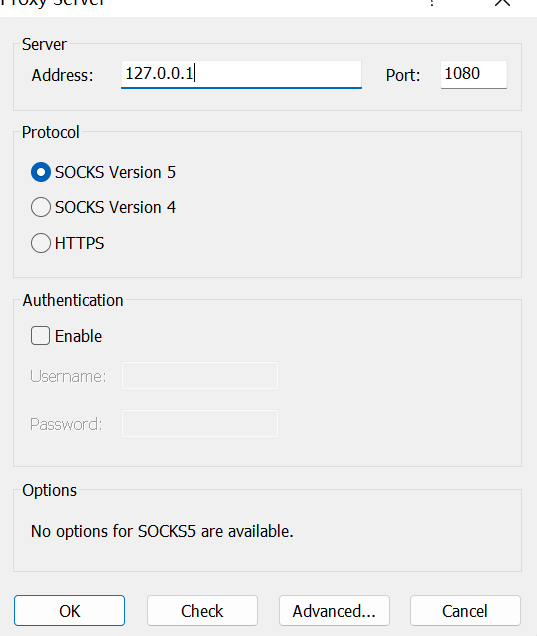 Proxy Server
Server
Address: 127.0.0.1 Port: 1080
Protocol
SOCKS Version 5
SOCKS Version 4
HTTPS
Authentication
Enable
Username:
Password:
Options
No options for SOCKS5 are available.
OK Check Advanced... Cancel